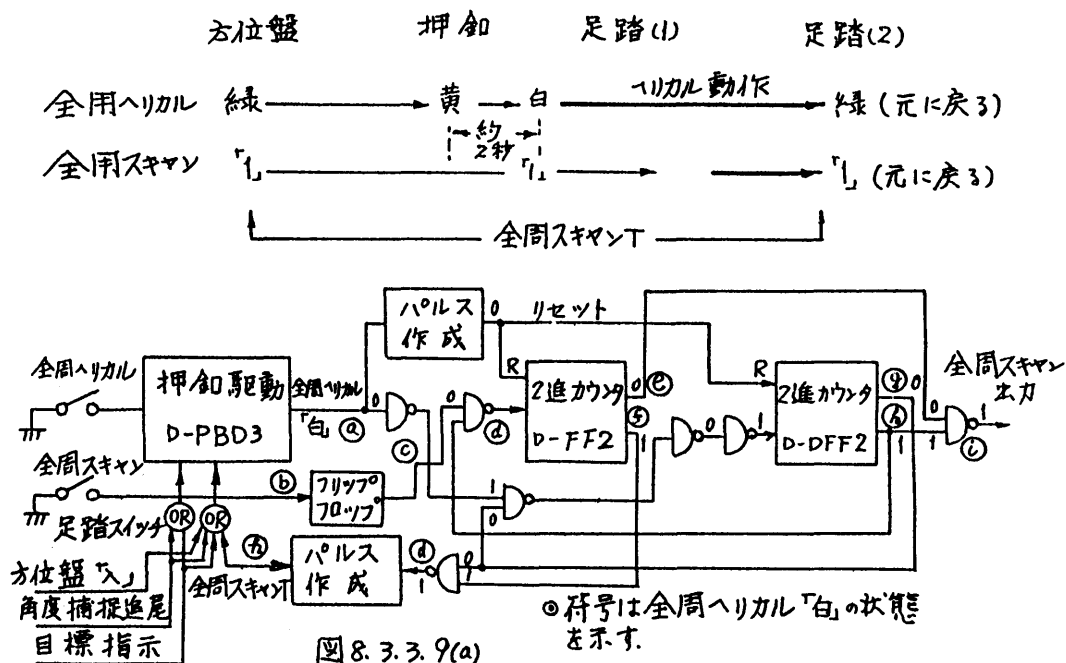 方位盤 押釦 足踏(1) 足踏(2)
全周ヘリカル 緑 黄 白 ヘリカル動作 緑(元に戻る)
約2秒
全周スキャン 「1」 「1」 「1」(元に戻る)
全周スキャンT
パルス作成 0 リセット
全周ヘリカル
押釦駆動 D-PBD3
全周ヘリカル「白」 ⓐ
0 ⓒ ⓓ
R 2進カウンタ D-FF2
0 ⓔ
ⓕ
0 0 1
R 2進カウンタ D-DFF2
ⓖ 0
ⓗ 1
全周スキャン出力
0 1 1 ⓘ
全周スキャン
ⓑ フリップフロップ
1 0
足踏スイッチ OR OR
方位盤「入」
全周スキャンT ⓗ パルス作成
ⓓ 1 0 1
角度捕捉追尾
目標指示
◎符号は全周ヘリカル「白」の状態を示す.
図8.3.3.9(a)